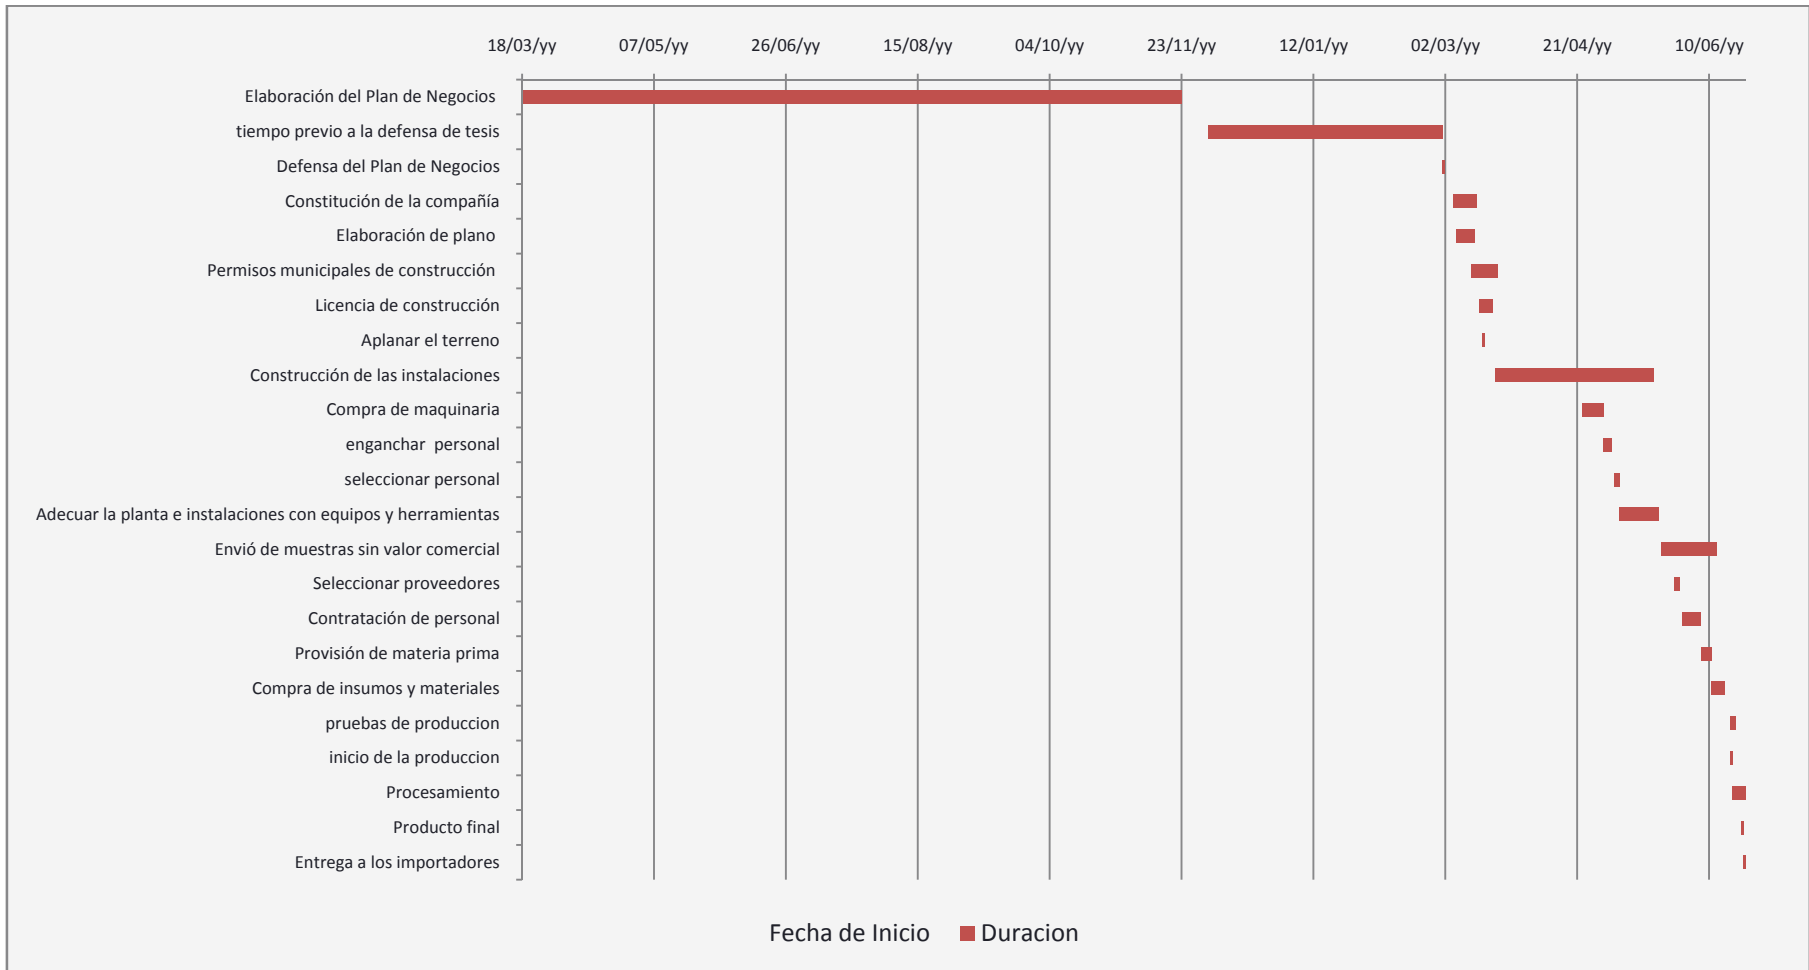 18/03/yy 07/05/yy 26/06/yy 15/08/yy 04/10/yy 23/11/yy 12/01/yy 02/03/yy 21/04/yy 10/06/yy
Elaboración del Plan de Negocios
tiempo previo a la defensa de tesis
Defensa del Plan de Negocios
Constitución de la compañía
Elaboración de plano
Permisos municipales de construcción
Licencia de construcción
Aplanar el terreno
Construcción de las instalaciones
Compra de maquinaria
enganchar personal
seleccionar personal
Adecuar la planta e instalaciones con equipos y herramientas
Envió de muestras sin valor comercial
Seleccionar proveedores
Contratación de personal
Provisión de materia prima
Compra de insumos y materiales
pruebas de produccion
inicio de la produccion
Procesamiento
Producto final
Entrega a los importadores
Fecha de Inicio Duracion